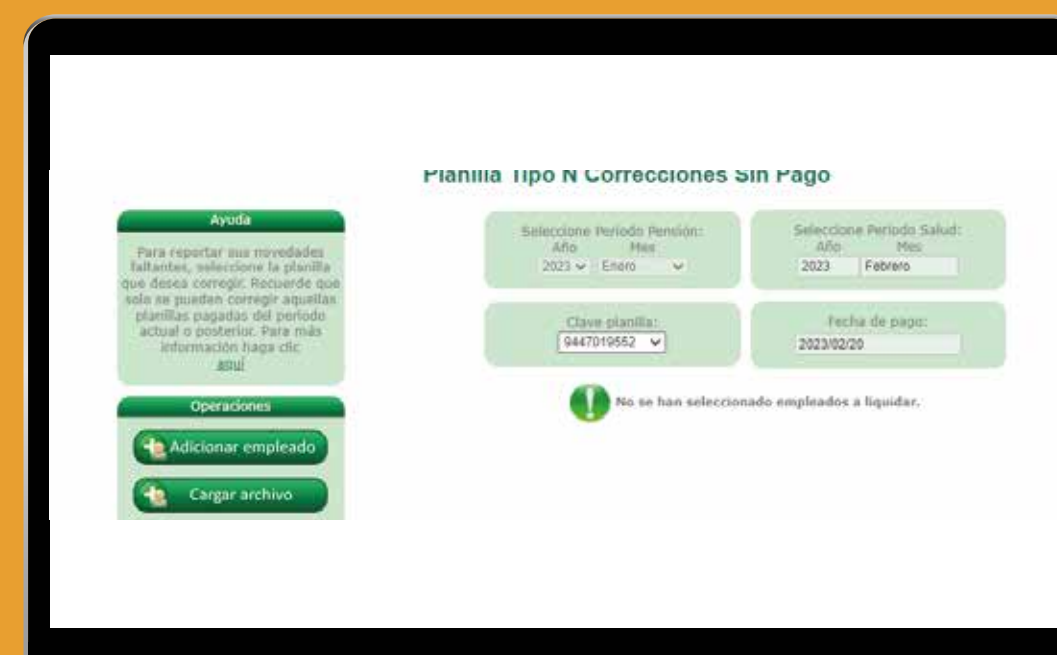 Planilla Tipo N Correcciones Sin Pago
Ayuda
Para reportar sus novedades
faltantes, seleccione la planilla
que desea corregir. Recuerde que
solo se pueden corregir aquellas
planillas pagadas del periodo
actual o posterior. Para más
información haga clic
aquí
Operaciones
Adicionar empleado
Cargar archivo
Seleccione Periodo Pensión:
Año Mes
2023 Enero
Seleccione Periodo Salud:
Año Mes
2023 Febrero
Clave planilla:
9447019552
Fecha de pago:
2023/02/20
No se han seleccionado empleados a liquidar.